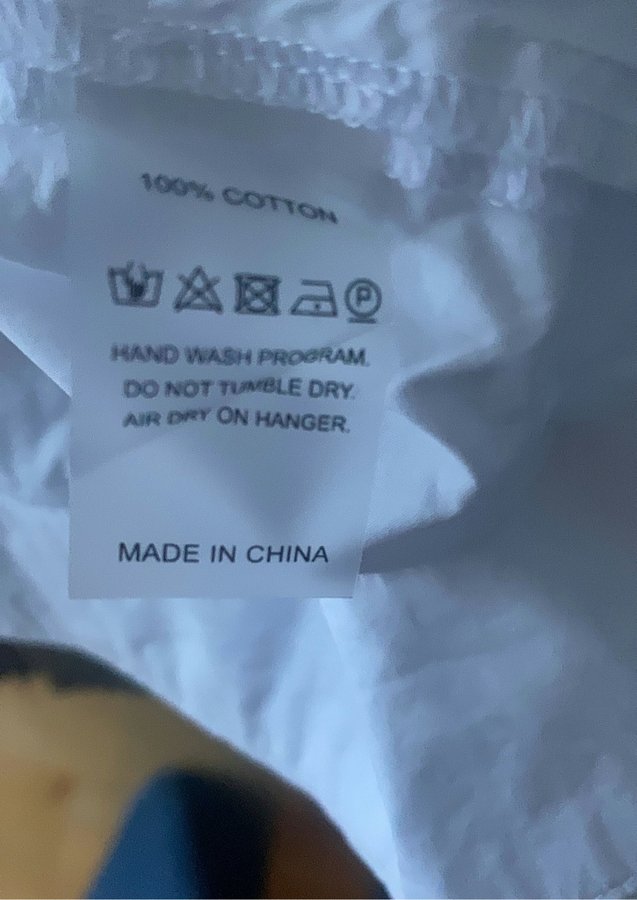 100% COTTON
P
HAND WASH PROGRAM.
DO NOT TUMBLE DRY.
AIR DRY ON HANGER.
MADE IN CHINA